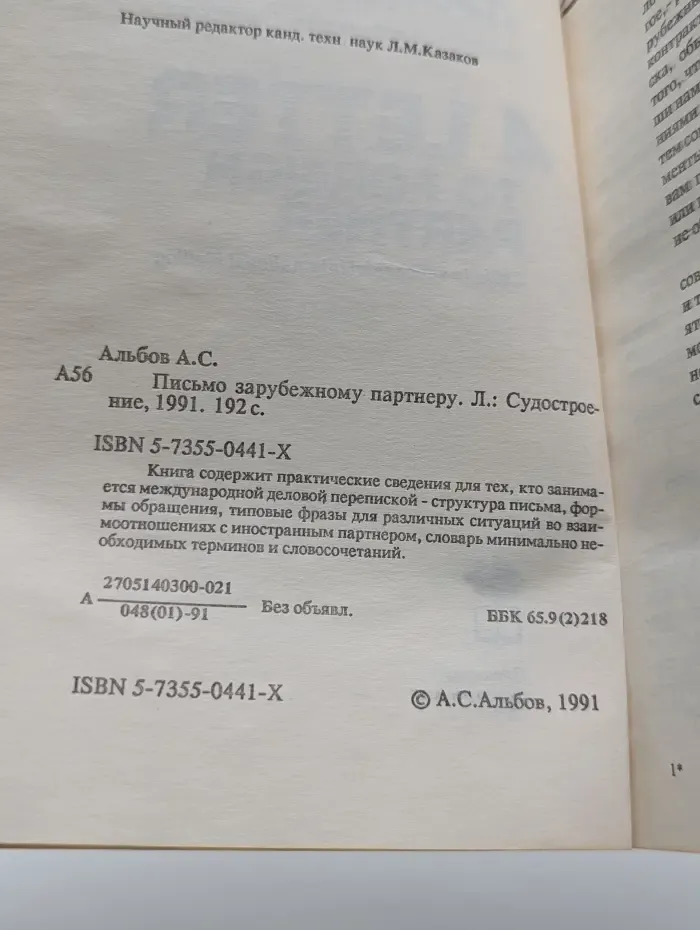 Научный редактор канд. техн наук Л.М.Казаков
Альбов А.С.
А56
Письмо зарубежному партнеру. Л.: Судострое-
ние, 1991. 192 с.
ISBN 5-7355-0441-X
Книга содержит практические сведения для тех, кто занима-
ется международной деловой перепиской - структура письма, фор-
мы обращения, типовые фразы для различных ситуаций во взаи-
моотношениях с иностранным партнером, словарь минимально не-
обходимых терминов и словосочетаний.
2705140300-021
А
048(01)-91
Без объявл.
ББК 65.9(2)218
ISBN 5-7355-0441-X
© А.С.Альбов, 1991
1*